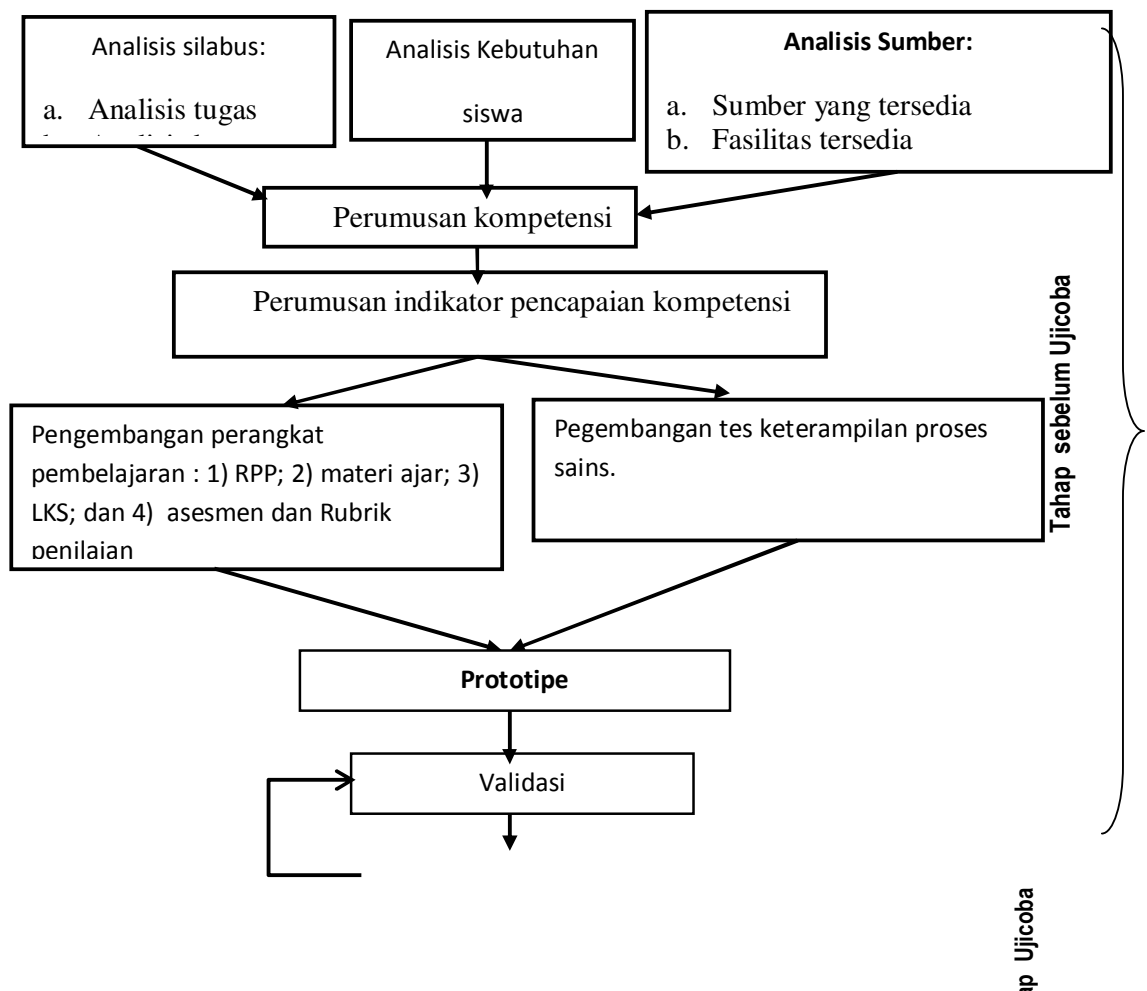 Analisis silabus:
a. Analisis tugas
Analisis Kebutuhan
siswa
Analisis Sumber:
a. Sumber yang tersedia
b. Fasilitas tersedia
Perumusan kompetensi
Perumusan indikator pencapaian kompetensi
Pengembangan perangkat
pembelajaran : 1) RPP; 2) materi ajar; 3)
LKS; dan 4) asesmen dan Rubrik
penilaian
Pegembangan tes keterampilan proses
sains.
Prototipe
Validasi
Tahap sebelum Ujicoba
ap Ujicoba